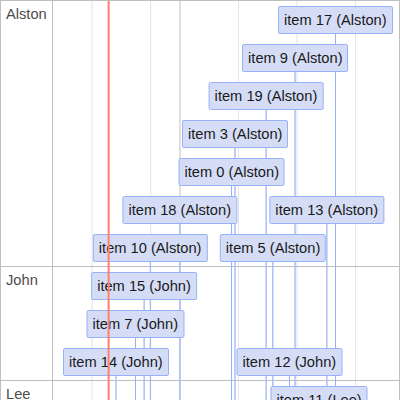 Alston
item 17 (Alston)
item 9 (Alston)
item 19 (Alston)
item 3 (Alston)
item 0 (Alston)
item 18 (Alston)
item 13 (Alston)
item 10 (Alston)
item 5 (Alston)
John
item 15 (John)
item 7 (John)
item 14 (John)
item 12 (John)
Lee
item 11 (Lee)